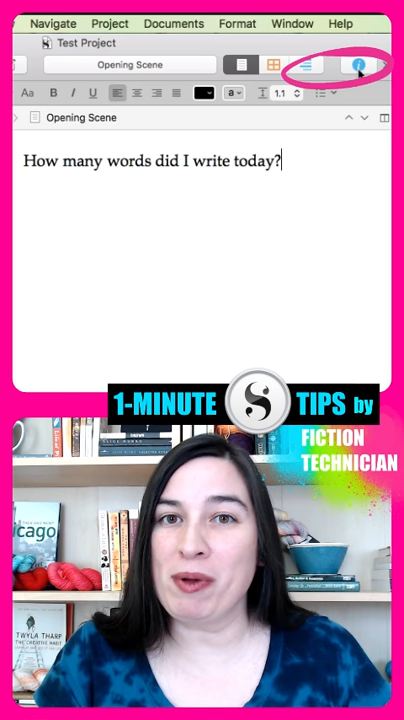 Navigate Project Documents Format Window Help
Test Project
Opening Scene
Aa B I U a 1.1
Opening Scene
How many words did I write today?
1-MINUTE S TIPS by
FICTION
TECHNICIAN
icago
TWYLA THARP
THE CREATIVE HABIT